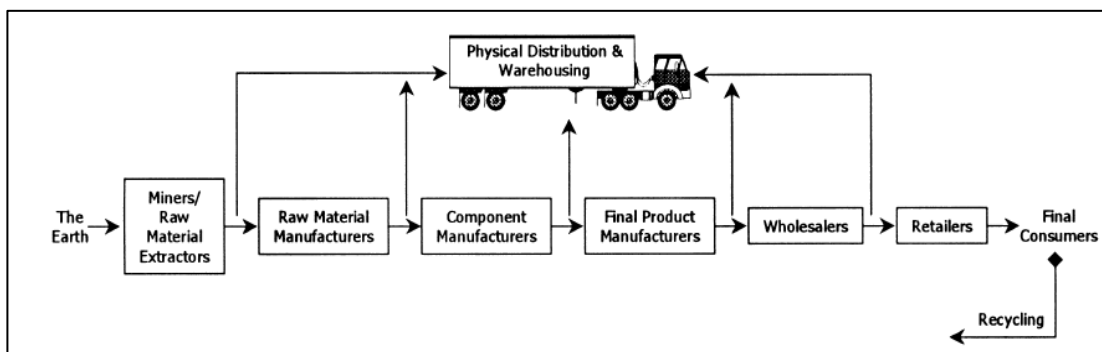 Physical Distribution &
Warehousing
The
Earth
Miners/
Raw
Material
Extractors
Raw Material
Manufacturers
Component
Manufacturers
Final Product
Manufacturers
Wholesalers
Retailers
Final
Consumers
Recycling